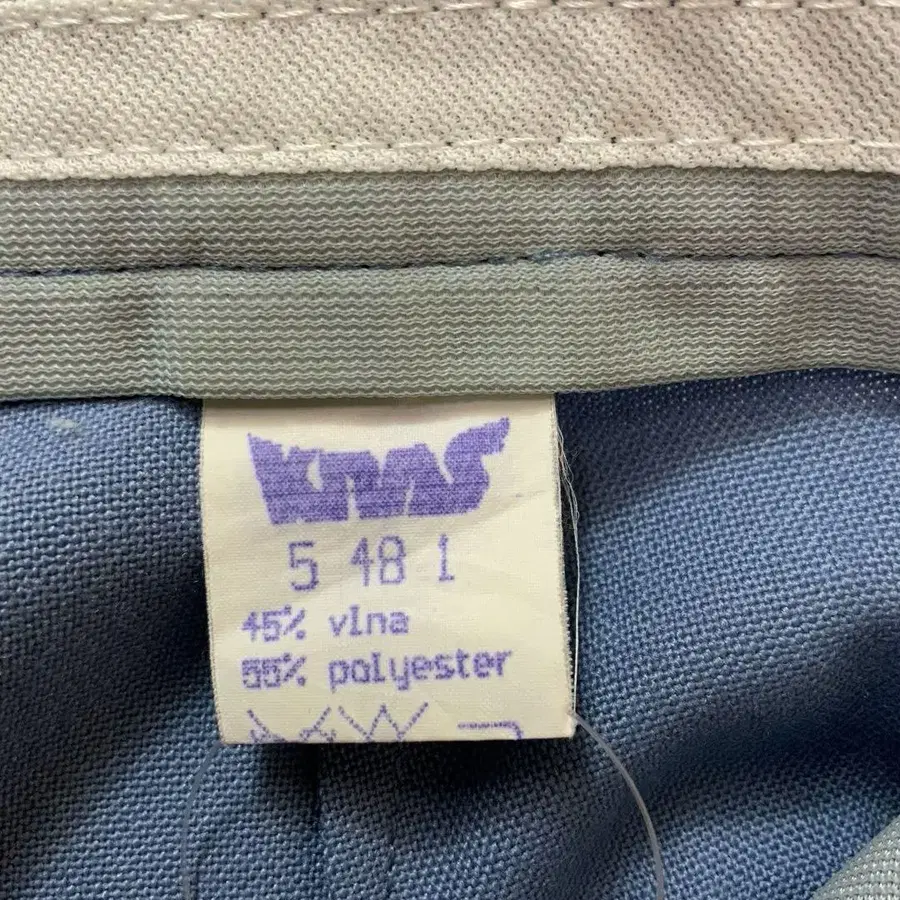 KRAS
5 48 1
45% vlna
55% polyester